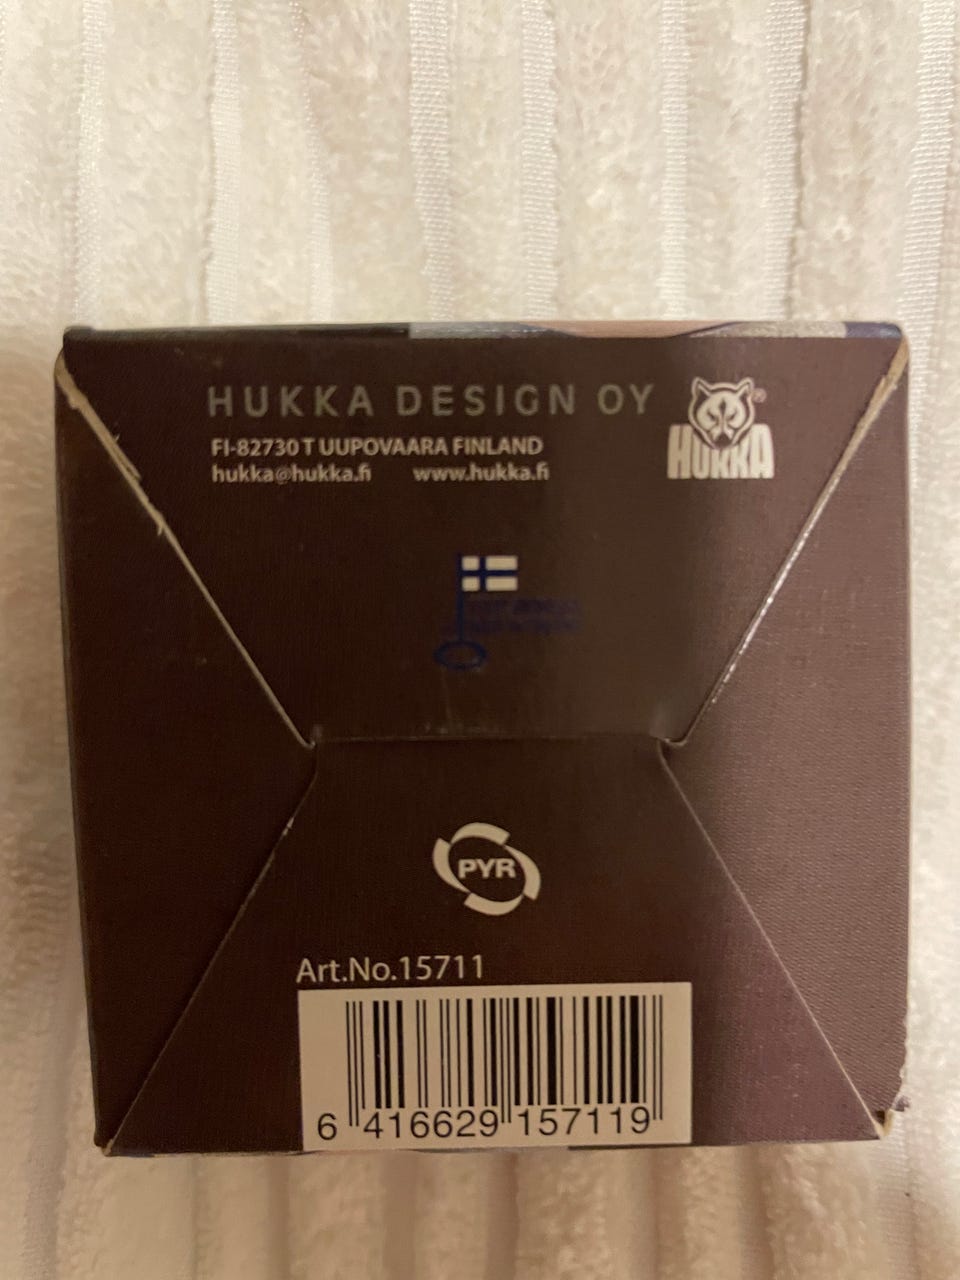 HUKKA DESIGN OY
FI-82730 T UUPOVAARA FINLAND
hukka@hukka.fi www.hukka.fi
HUKKA®
PYR
Art.No.15711
6 416629 157119